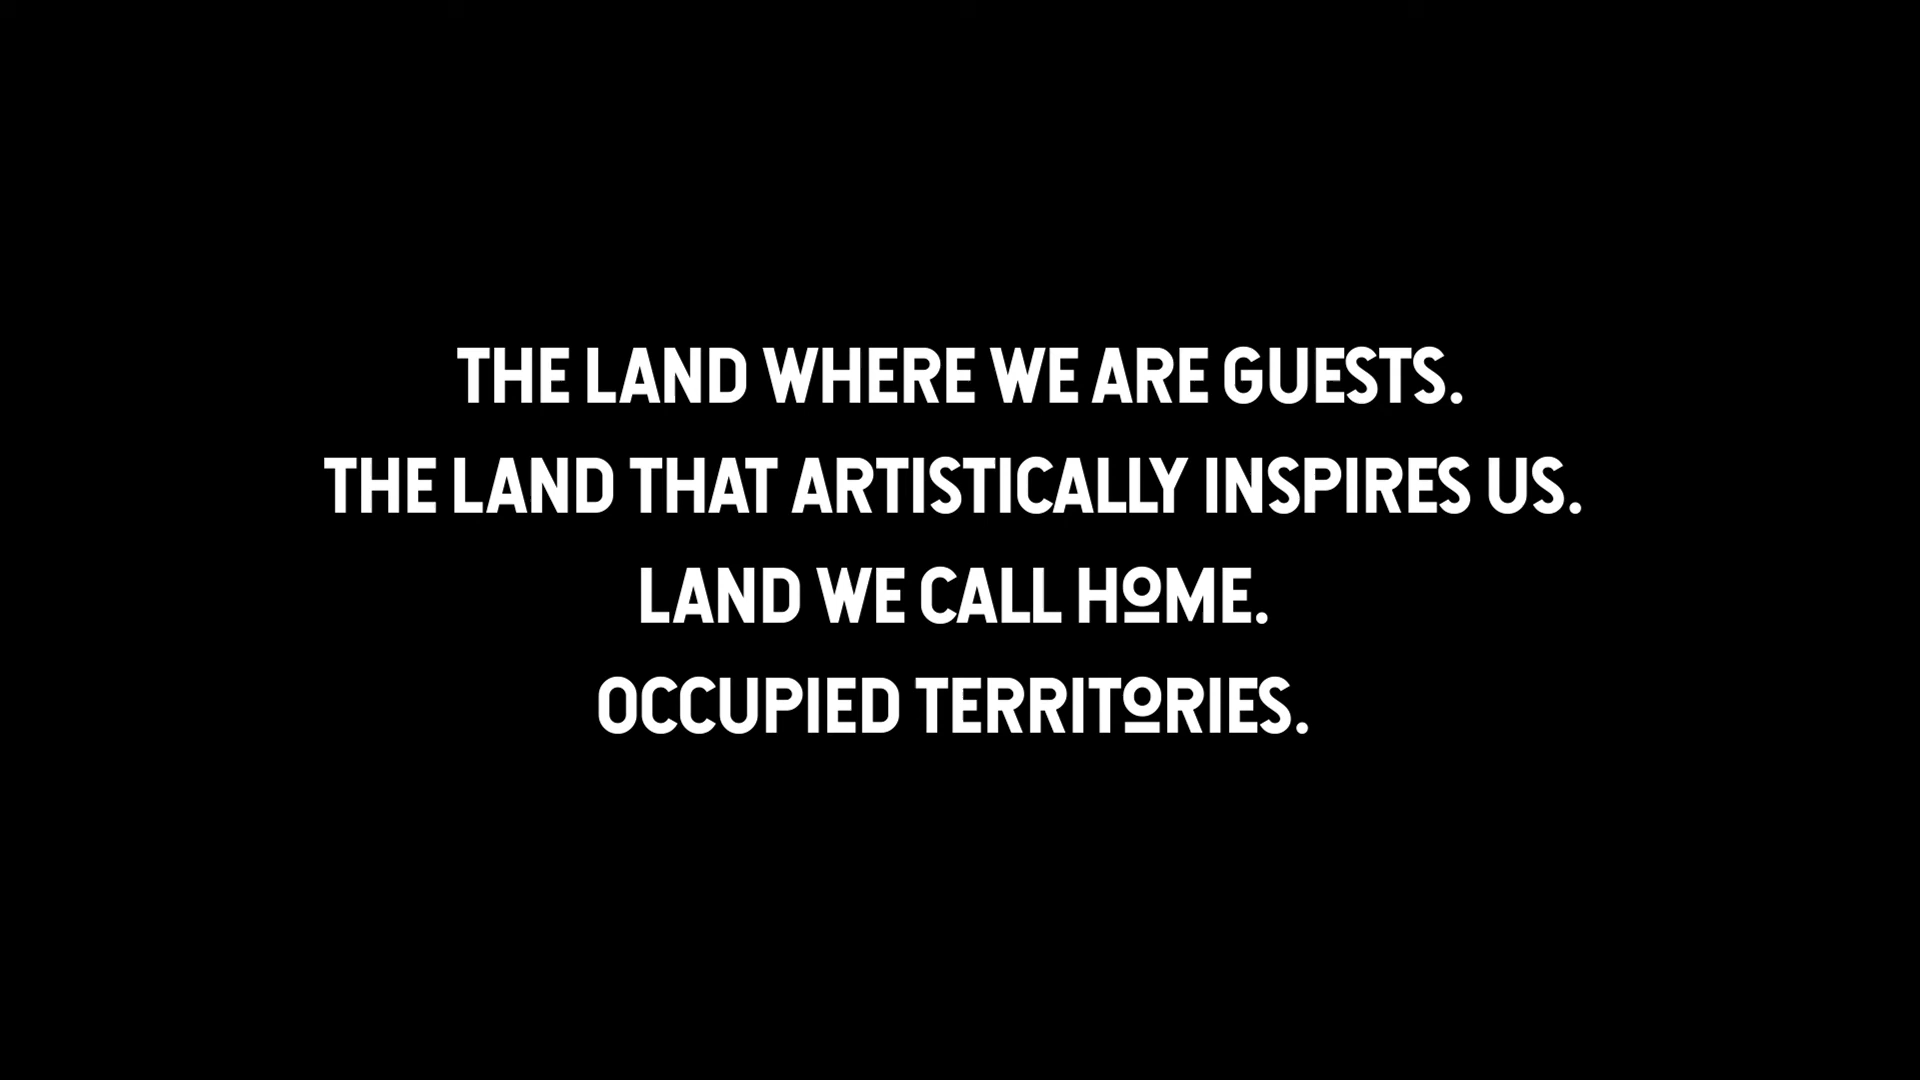 THE LAND WHERE WE ARE GUESTS.
THE LAND THAT ARTISTICALLY INSPIRES US.
LAND WE CALL HOME.
OCCUPIED TERRITORIES.